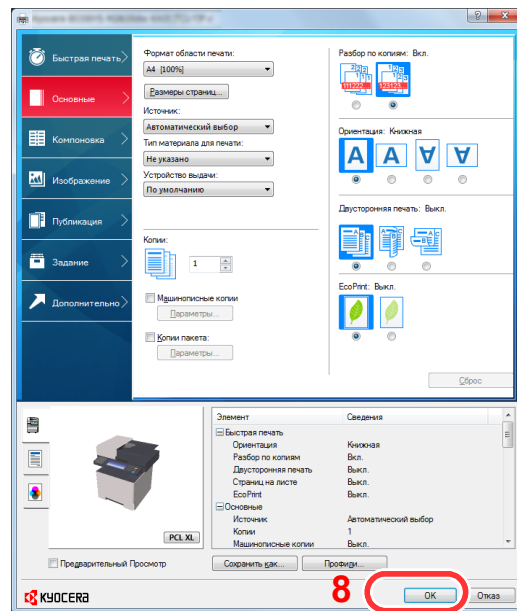 Быстрая печать
Основные
Компоновка
Изображение
Публикация
Задание
Дополнительно
Формат области печати:
A4 [100%]
Размеры страниц...
Источник:
Автоматический выбор
Тип материала для печати:
Не указано
Устройство выдачи:
По умолчанию
Копии:
1
Машинописные копии
Параметры...
Копии пакета:
Параметры...
Разбор по копиям: Вкл.
111222
123123
Ориентация: Книжная
A A A A
Двусторонняя печать: Выкл.
EcoPrint: Выкл.
Сброс
PCL XL
Предварительный Просмотр
Элемент Сведения
Быстрая печать
Ориентация Книжная
Разбор по копиям Вкл.
Двусторонняя печать Выкл.
Страниц на листе Выкл.
EcoPrint Выкл.
Основные
Источник Автоматический выбор
Копии 1
Машинописные копии Выкл.
Сохранить как... Профили...
KYOCERA
8
OK Отказ